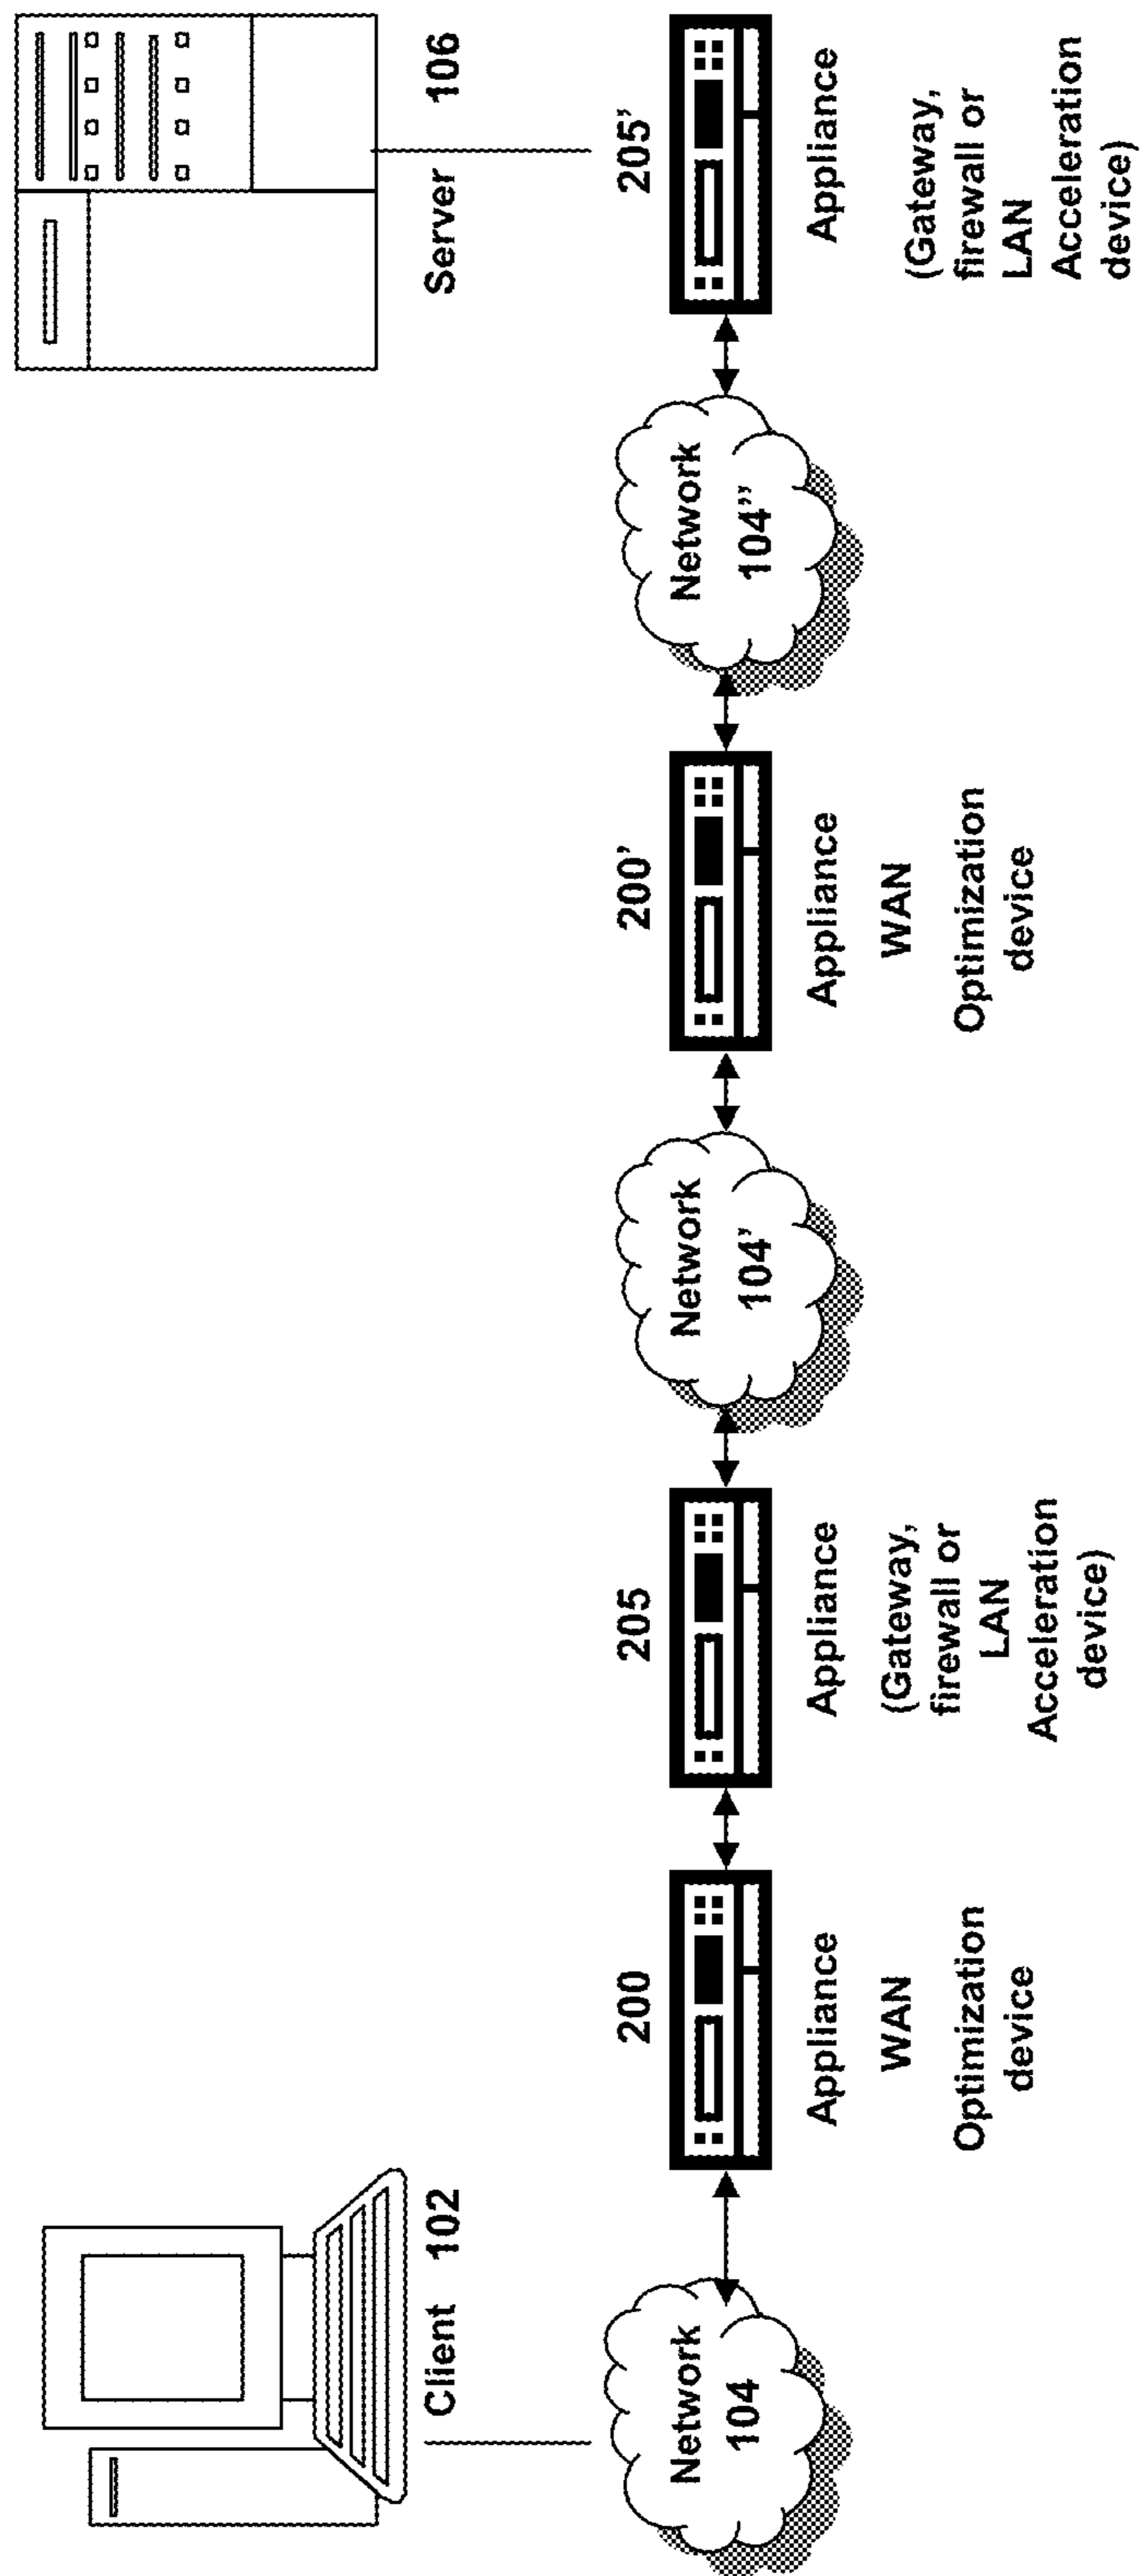 Client 102
Server 106
Network
104
200
Appliance
WAN
Optimization
device
205
Appliance
(Gateway,
firewall or
LAN
Acceleration
device)
Network
104’
200’
Appliance
WAN
Optimization
device
Network
104’’
205’
Appliance
(Gateway,
firewall or
LAN
Acceleration
device)